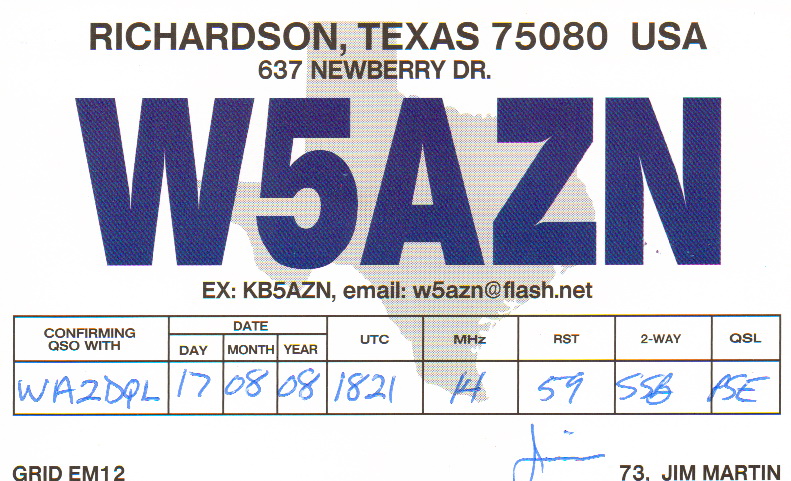 RICHARDSON, TEXAS 75080 USA
637 NEWBERRY DR.
W5AZN
EX: KB5AZN, email: w5azn@flash.net
CONFIRMING QSO WITH DATE DAY MONTH YEAR UTC MHz RST 2-WAY QSL
WA2DQL 17 08 08 1821 14 59 SSB PSE
Jim
GRID EM12 73, JIM MARTIN